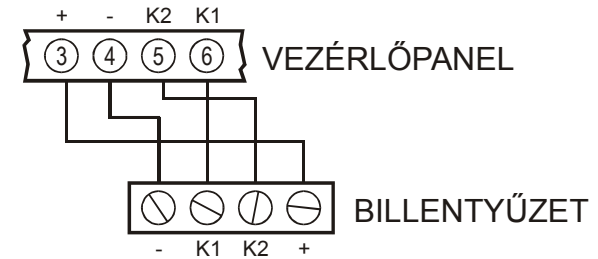 + - K2 K1
3 4 5 6 VEZÉRLŐPANEL
BILLENTYŰZET
- K1 K2 +